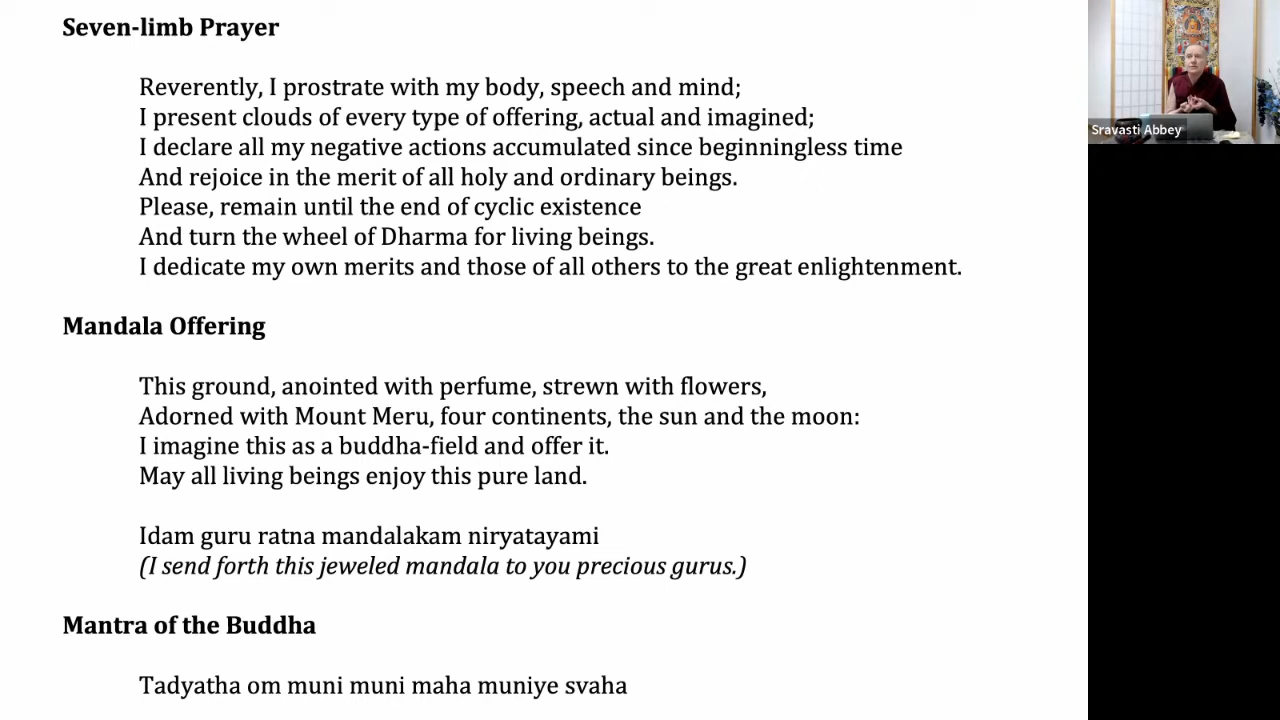 Seven-limb Prayer
Reverently, I prostrate with my body, speech and mind;
I present clouds of every type of offering, actual and imagined;
I declare all my negative actions accumulated since beginningless time
And rejoice in the merit of all holy and ordinary beings.
Please, remain until the end of cyclic existence
And turn the wheel of Dharma for living beings.
I dedicate my own merits and those of all others to the great enlightenment.
Mandala Offering
This ground, anointed with perfume, strewn with flowers,
Adorned with Mount Meru, four continents, the sun and the moon:
I imagine this as a buddha-field and offer it.
May all living beings enjoy this pure land.
Idam guru ratna mandalakam niryatayami
(I send forth this jeweled mandala to you precious gurus.)
Mantra of the Buddha
Tadyatha om muni muni maha muniye svaha
Sravasti Abbey